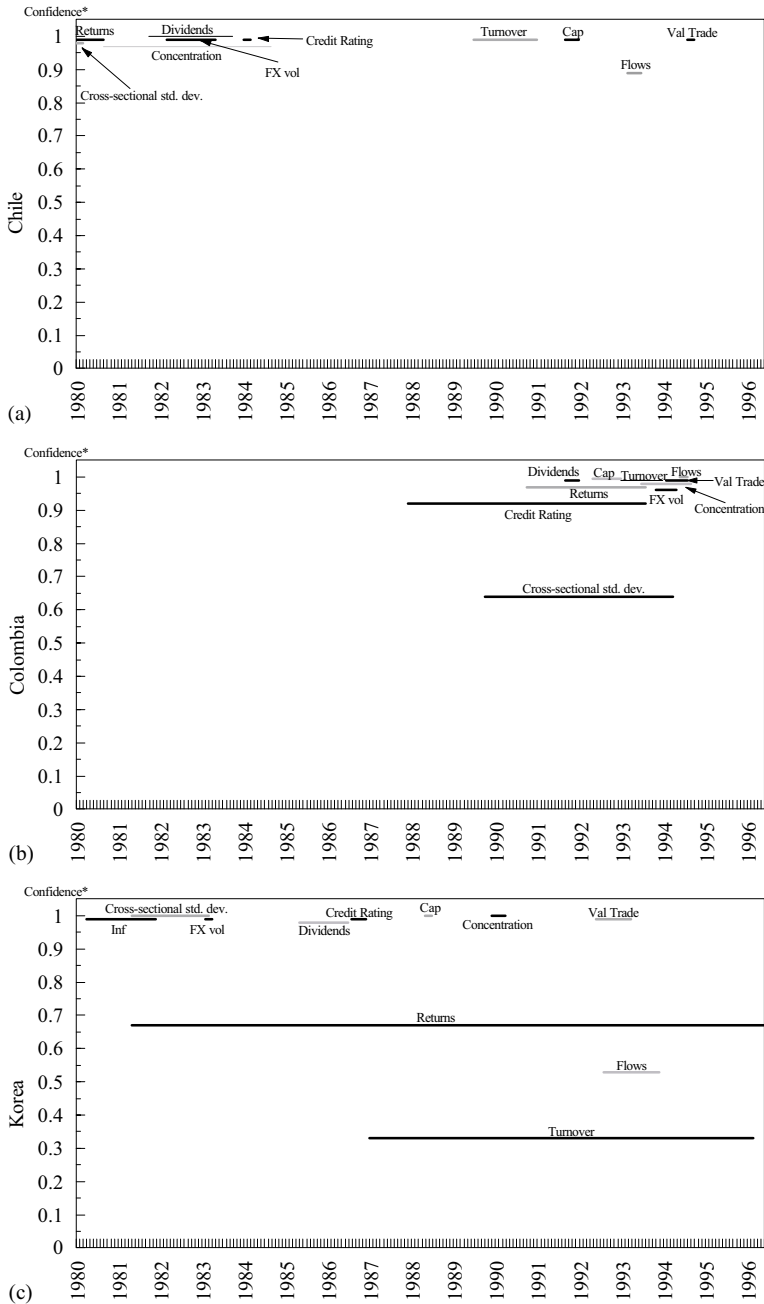 Confidence*
Returns
Dividends
Credit Rating
Turnover
Cap
Val Trade
Concentration
FX vol
Flows
Cross-sectional std. dev.
1
0.9
0.8
0.7
0.6
0.5
0.4
0.3
0.2
0.1
0
Chile
1980
1981
1982
1983
1984
1985
1986
1987
1988
1989
1990
1991
1992
1993
1994
1995
1996
(a)
Confidence*
Dividends
Cap
Turnover
Flows
Val Trade
Returns
FX vol
Concentration
Credit Rating
Cross-sectional std. dev.
1
0.9
0.8
0.7
0.6
0.5
0.4
0.3
0.2
0.1
0
Colombia
1980
1981
1982
1983
1984
1985
1986
1987
1988
1989
1990
1991
1992
1993
1994
1995
1996
(b)
Confidence*
Cross-sectional std. dev.
Credit Rating
Cap
Val Trade
Inf
FX vol
Dividends
Concentration
Returns
Flows
Turnover
1
0.9
0.8
0.7
0.6
0.5
0.4
0.3
0.2
0.1
0
Korea
1980
1981
1982
1983
1984
1985
1986
1987
1988
1989
1990
1991
1992
1993
1994
1995
1996
(c)